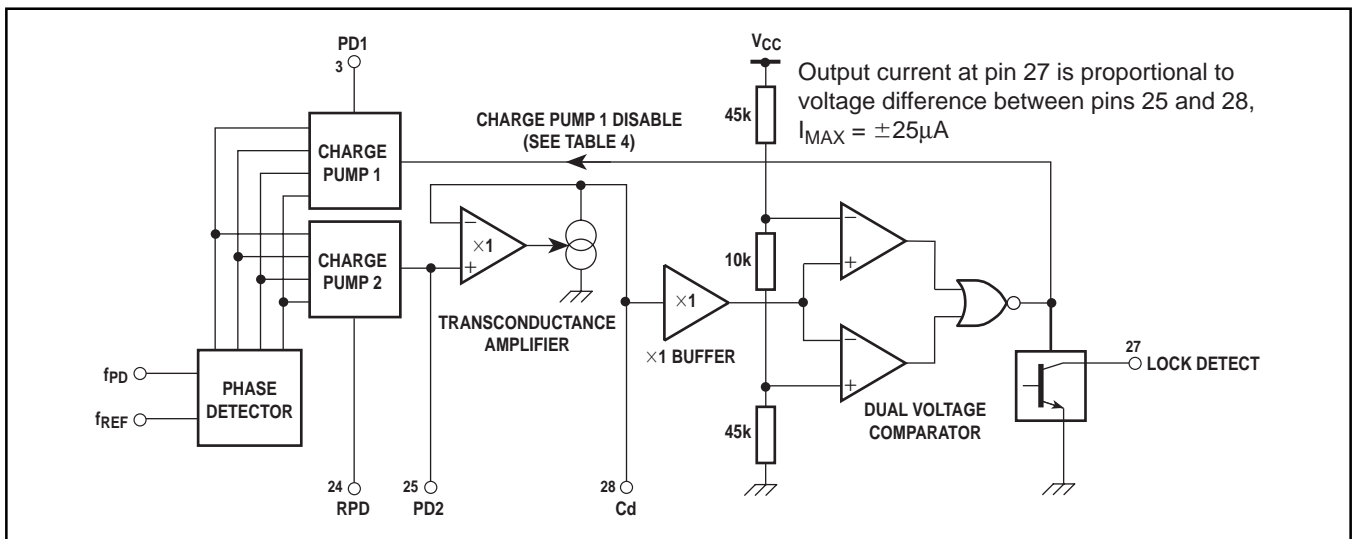 PD1
3
VCC
Output current at pin 27 is proportional to
voltage difference between pins 25 and 28,
IMAX = ±25μA
45k
CHARGE PUMP 1 DISABLE
(SEE TABLE 4)
CHARGE
PUMP 1
CHARGE
PUMP 2
−
×1
+
TRANSCONDUCTANCE
AMPLIFIER
×1
×1 BUFFER
10k
−
+
−
+
DUAL VOLTAGE
COMPARATOR
27
LOCK DETECT
fPD
fREF
PHASE
DETECTOR
45k
24
RPD
25
PD2
28
Cd